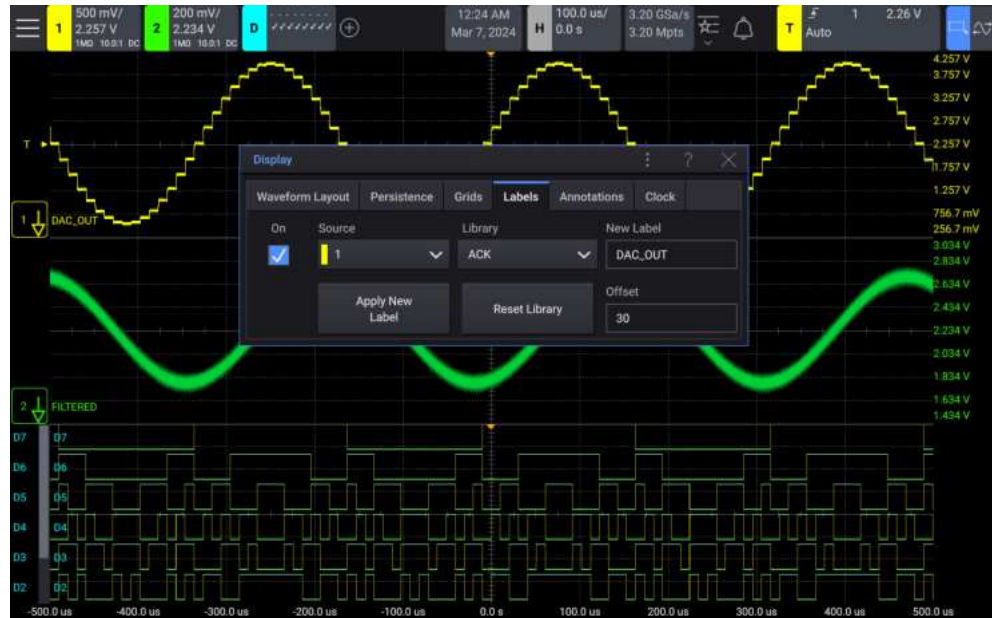 500 mV/ 200 mV/ 12:24 AM 100.0 us/ 3.20 GSa/s 1 2.26 V
1 2.257 V 2 2.234 V D Mar 7, 2024 H 0.0 s 3.20 Mpts T Auto
1MΩ 10.0:1 DC 1MΩ 10.0:1 DC
4.257 V
3.757 V
3.257 V
2.757 V
T 2.257 V
Display ?
1.757 V
Waveform Layout Persistence Grids Labels Annotations Clock
1.257 V
1 DAC_OUT 756.7 mV
On Source Library New Label
256.7 mV
3.034 V
1 ACK DAC_OUT
2.834 V
2.634 V
Apply New Label Reset Library
Offset
30
2.434 V
2.234 V
2.034 V
1.834 V
1.634 V
2 FILTERED
1.434 V
D7 D7
D6 D6
D5 D5
D4 D4
D3 D3
D2 D2
-500.0 us -400.0 us -300.0 us -200.0 us -100.0 us 0.0 s 100.0 us 200.0 us 300.0 us 400.0 us 500.0 us